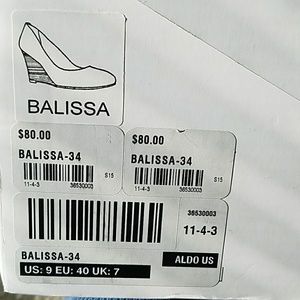 BALISSA
$80.00
BALISSA-34
$15
11-4-3
36530003
$80.00
BALISSA-34
$15
11-4-3
36530003
36530003
11-4-3
BALISSA-34
US: 9 EU: 40 UK: 7
ALDO US